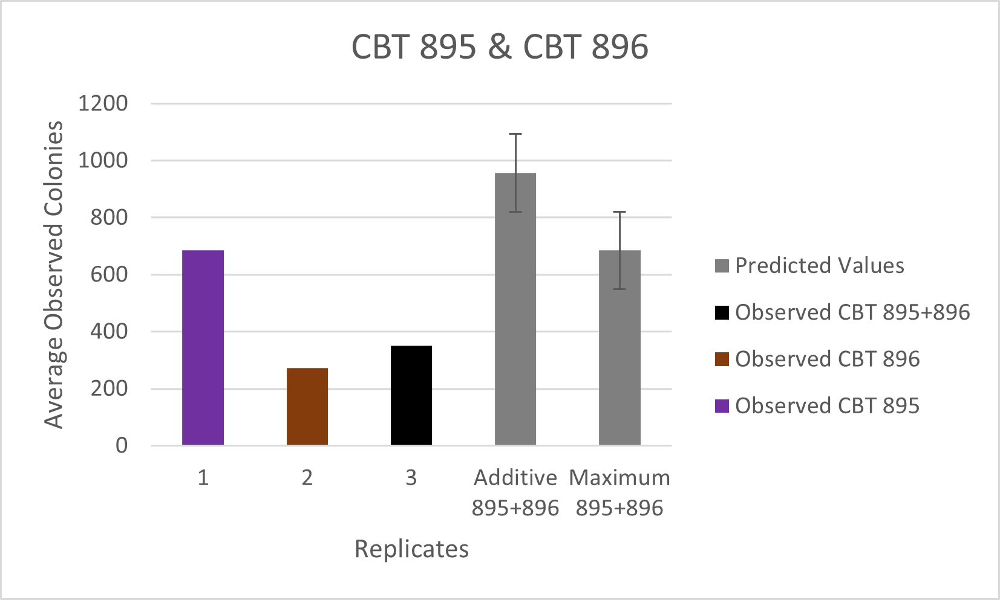 CBT 895 & CBT 896
1200
1000
800
600
400
200
0
Average Observed Colonies
1
2
3
Additive
895+896
Maximum
895+896
Replicates
Predicted Values
Observed CBT 895+896
Observed CBT 896
Observed CBT 895